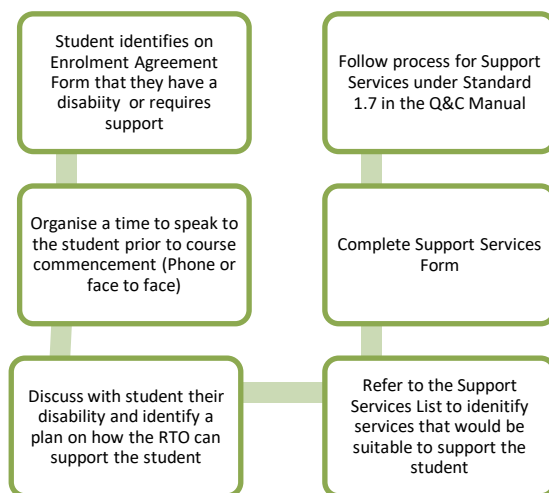 Student identifies on
Enrolment Agreement
Form that they have a
disabiity or requires
support
Organise a time to speak to
the student prior to course
commencement (Phone or
face to face)
Discuss with student their
disability and identify a
plan on how the RTO can
support the student
Refer to the Support
Services List to idenitify
services that would be
suitable to support the
student
Complete Support Services
Form
Follow process for Support
Services under Standard
1.7 in the Q&C Manual